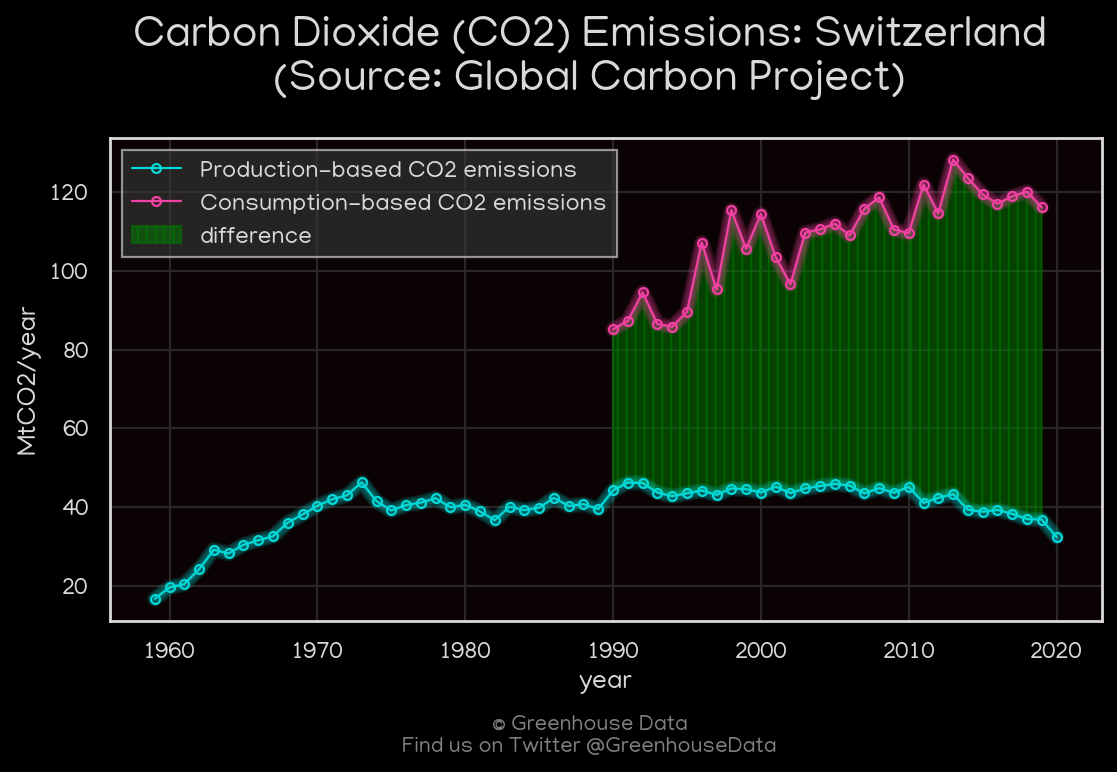 Carbon Dioxide (CO2) Emissions: Switzerland
(Source: Global Carbon Project)
Production-based CO2 emissions
Consumption-based CO2 emissions
difference
MtCO2/year
120
100
80
60
40
20
1960 1970 1980 1990 2000 2010 2020
year
© Greenhouse Data
Find us on Twitter @GreenhouseData